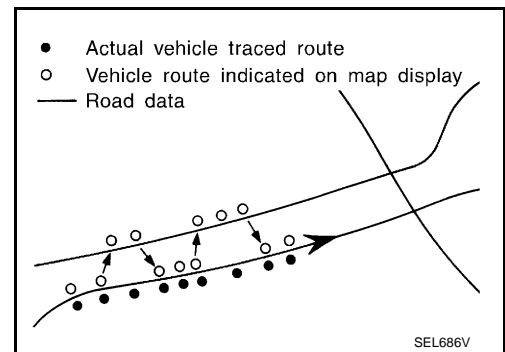 Actual vehicle traced route
Vehicle route indicated on map display
Road data
SEL686V